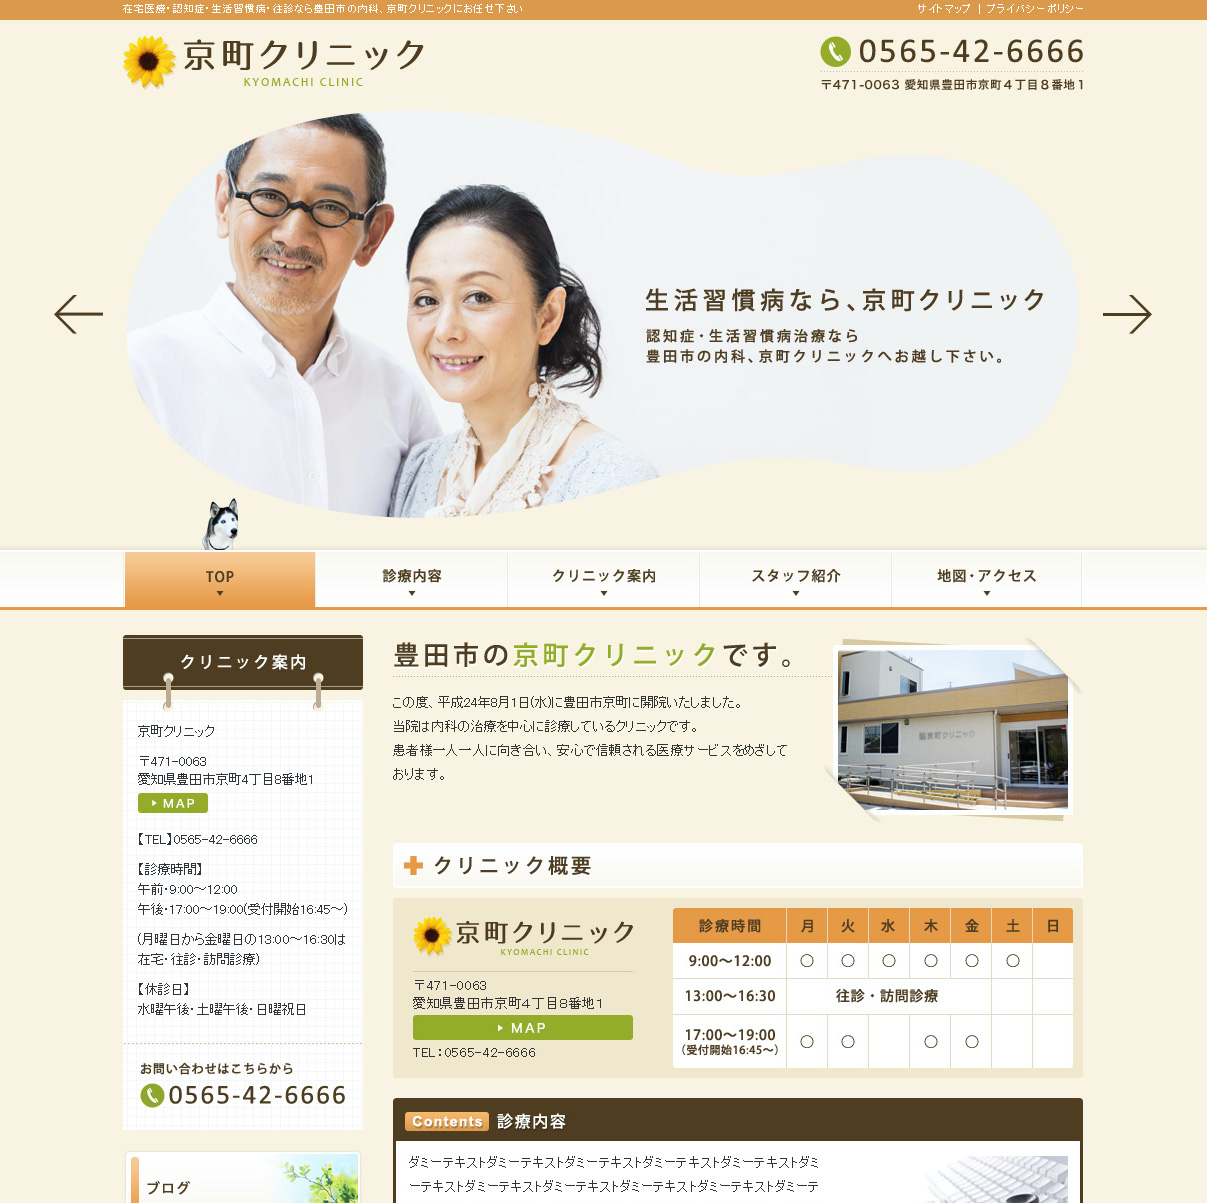 在宅医療・認知症・生活習慣病・往診なら豊田市の内科、京町クリニックにお任せ下さい
サイトマップ | プライバシーポリシー
京町クリニック
KYOMACHI CLINIC
0565-42-6666
〒471-0063 愛知県豊田市京町４丁目８番地１
生活習慣病なら、京町クリニック
認知症・生活習慣病治療なら
豊田市の内科、京町クリニックへお越し下さい。
TOP
診療内容
クリニック案内
スタッフ紹介
地図・アクセス
クリニック案内
京町クリニック
〒471-0063
愛知県豊田市京町4丁目8番地1
MAP
【TEL】0565-42-6666
【診療時間】
午前・9:00～12:00
午後・17:00～19:00(受付開始16:45～)
(月曜日から金曜日の13:00～16:30は
在宅・往診・訪問診療)
【休診日】
水曜午後・土曜午後・日曜祝日
お問い合わせはこちらから
0565-42-6666
ブログ
豊田市の京町クリニックです。
この度、平成24年8月1日(水)に豊田市京町に開院いたしました。
当院は内科の治療を中心に診療しているクリニックです。
患者様一人一人に向き合い、安心で信頼される医療サービスをめざして
おります。
京町クリニック
クリニック概要
京町クリニック
KYOMACHI CLINIC
〒471-0063
愛知県豊田市京町４丁目８番地１
MAP
TEL：0565-42-6666
診療時間 月 火 水 木 金 土 日
9:00～12:00 〇 〇 〇 〇 〇 〇
13:00～16:30 往診・訪問診療
17:00～19:00 〇 〇 〇 〇
(受付開始16:45～)
Contents 診療内容
ダミーテキストダミーテキストダミーテキストダミーテキストダミーテキストダミ
ーテキストダミーテキストダミーテキストダミーテキストダミーテキストダミーテ